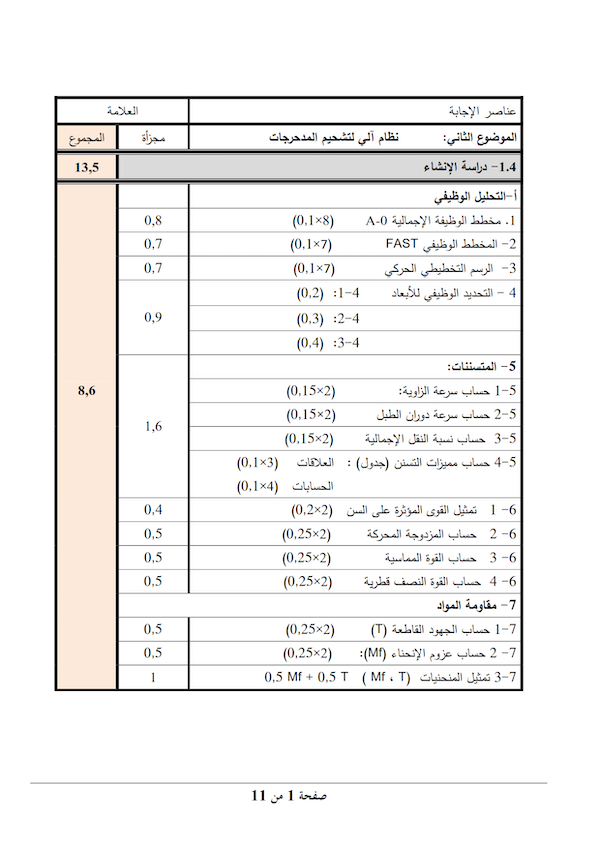 عناصر الإجابة العلامة
الموضوع الثاني: نظام آلي لتشحيم المدحرجات مجزأة المجموع
1.4- دراسة الإنشاء 13,5
أ-التحليل الوظيفي
1. مخطط الوظيفة الإجمالية A-0 (0,1×8) 0,8
2- المخطط الوظيفي FAST (0,1×7) 0,7
3- الرسم التخطيطي الحركي (0,1×7) 0,7
4 - التحديد الوظيفي للأبعاد 4-1: (0,2)
4-2: (0,3) 0,9
4-3: (0,4)
5- المتسننات:
5-1 حساب سرعة الزاوية: (0,15×2) 8,6
5-2 حساب سرعة دوران الطبل (0,15×2) 1,6
5-3 حساب نسبة النقل الإجمالية (0,15×2)
5-4 حساب مميزات التسنن (جدول) : العلاقات (0,1×3)
الحسابات (0,1×4)
6- 1 تمثيل القوى المؤثرة على السن (0,2×2) 0,4
6- 2 حساب المزدوجة المحركة (0,25×2) 0,5
6- 3 حساب القوة المماسية (0,25×2) 0,5
6- 4 حساب القوة النصف قطرية (0,25×2) 0,5
7- مقاومة المواد
7-1 حساب الجهود القاطعة (T) (0,25×2) 0,5
7- 2 حساب عزوم الإنحناء (Mf): (0,25×2) 0,5
7-3 تمثيل المنحنيات ( Mf ، T) 0,5 Mf + 0,5 T 1
صفحة 1 من 11